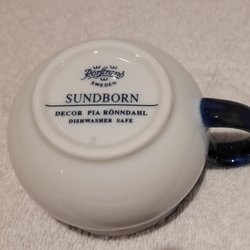 Rörstrand
SWEDEN
SUNDBORN
DECOR PIA RÖNNDAHL
DISHWASHER SAFE